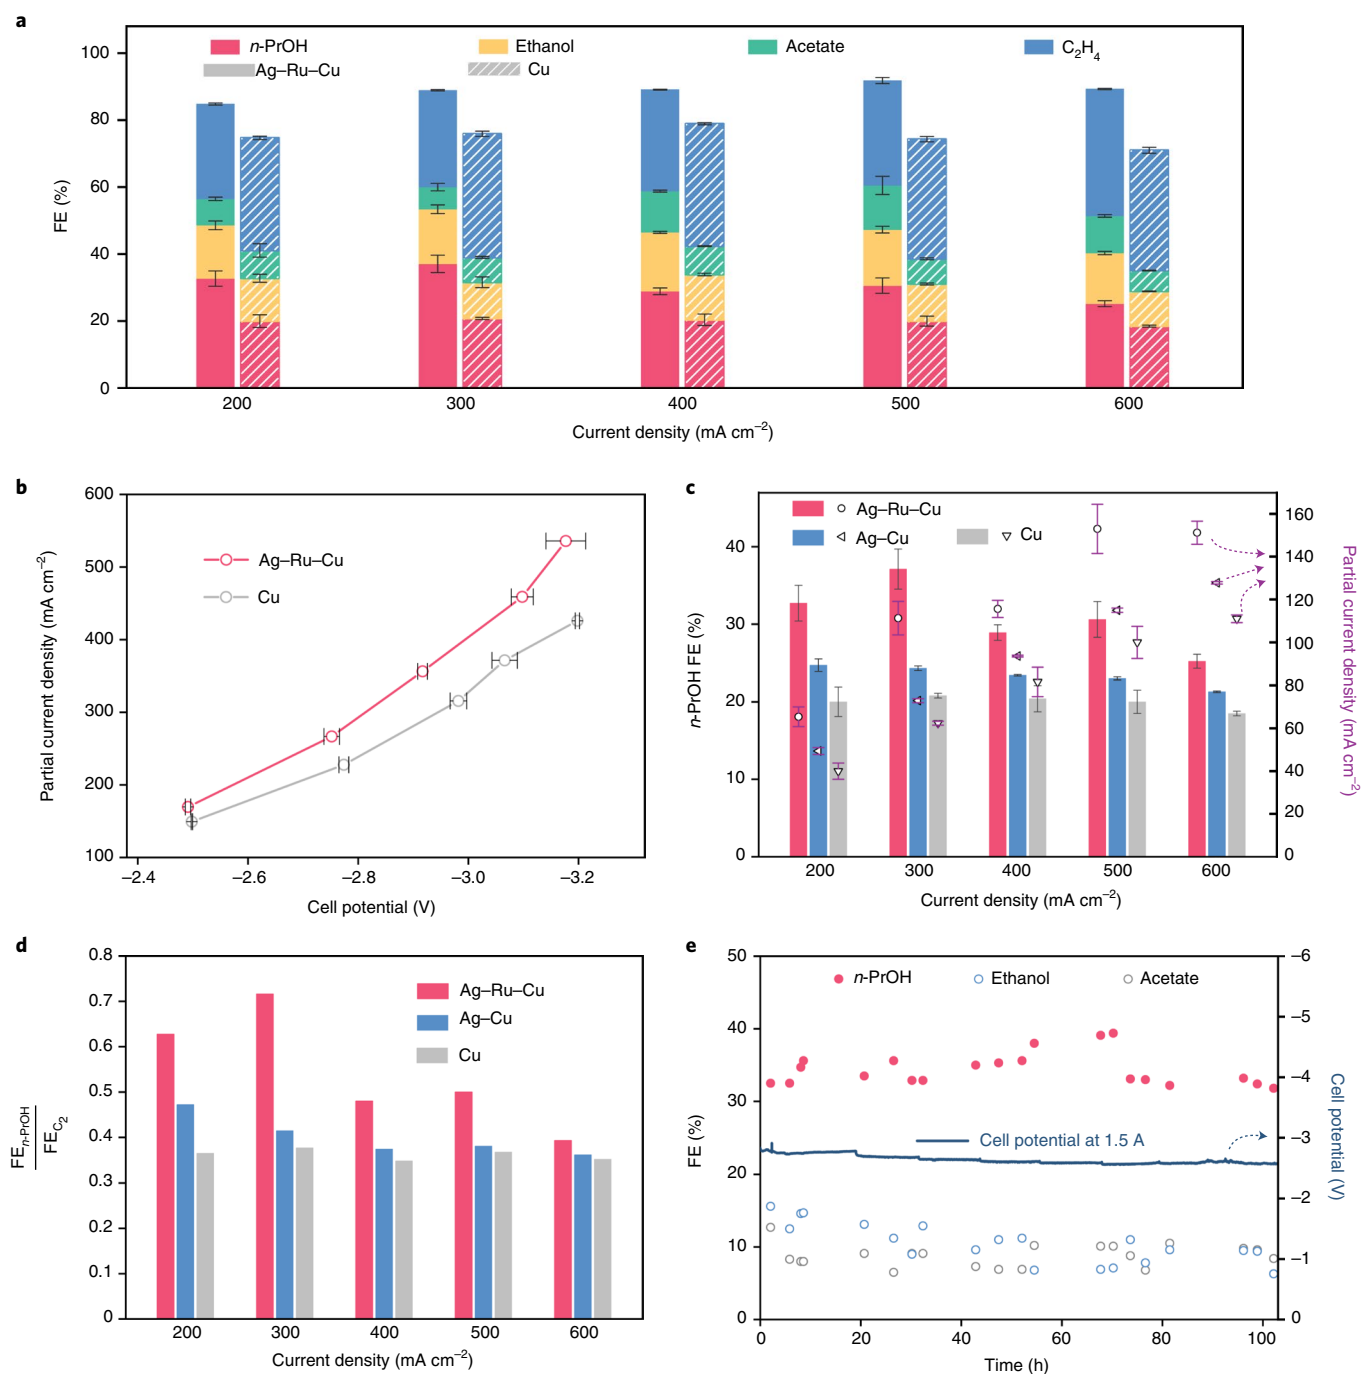 a
100
80
60
40
20
0
FE (%)
n-PrOH Ethanol Acetate C2H4
Ag–Ru–Cu Cu
200 300 400 500 600
Current density (mA cm–2)
b
600
500
400
300
200
100
Partial current density (mA cm–2)
Ag–Ru–Cu
Cu
–2.4 –2.6 –2.8 –3.0 –3.2
Cell potential (V)
c
40
30
20
10
0
n-PrOH FE (%)
Ag–Ru–Cu
Ag–Cu Cu
160
140
120
100
80
60
40
20
0
Partial current
density (mA cm–2)
200 300 400 500 600
Current density (mA cm–2)
d
0.8
0.7
0.6
0.5
0.4
0.3
0.2
0.1
0
FEn-PrOH
FEC2
Ag–Ru–Cu
Ag–Cu
Cu
200 300 400 500 600
Current density (mA cm–2)
e
50
40
30
20
10
0
FE (%)
n-PrOH Ethanol Acetate
Cell potential at 1.5 A
–6
–5
–4
–3
–2
–1
0
Cell potential
(V)
0 20 40 60 80 100
Time (h)